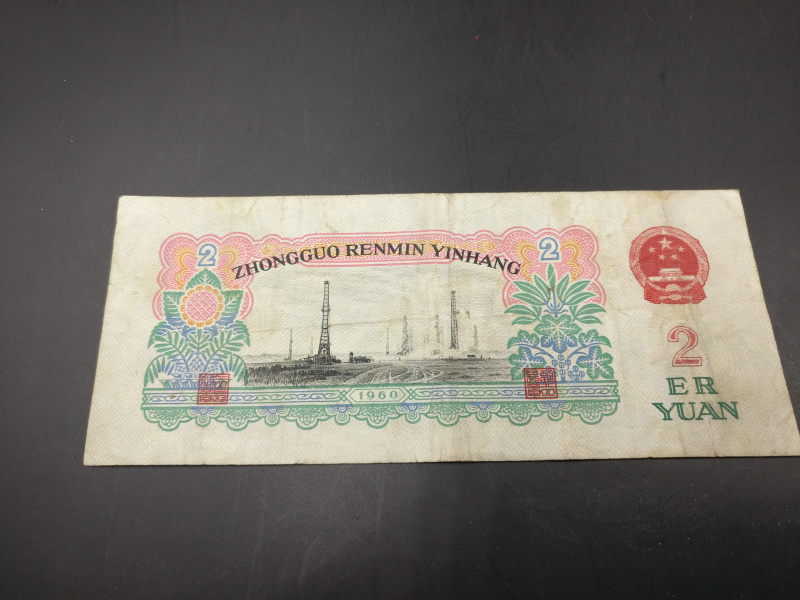 2
2
ZHONGGUO RENMIN YINHANG
1960
2
ER
YUAN